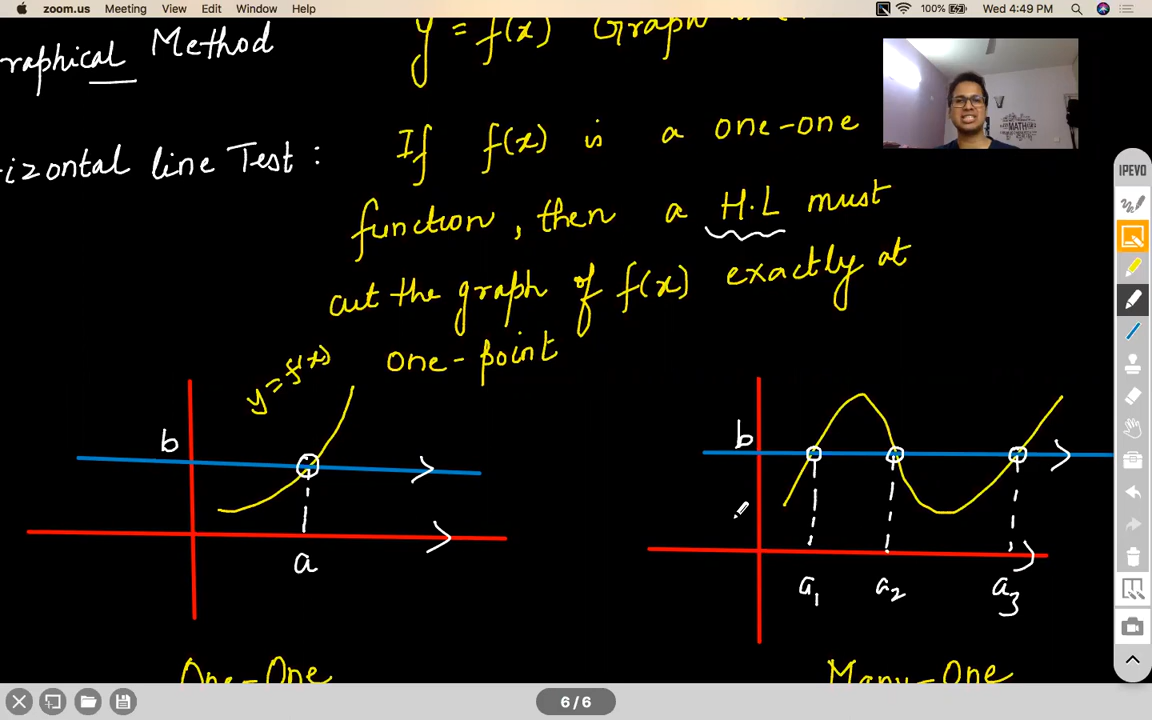 zoom.us Meeting View Edit Window Help
100% Wed 4:49 PM
y = f(x) Graph
raphical Method
If f(x) is a one-one
izontal line Test :
function, then a H.L must
cut the graph of f(x) exactly at
one-point
y=f(x)
b
a
b
a1 a2 a3
One-One
Many-One
MATH
IPEVO
6/6